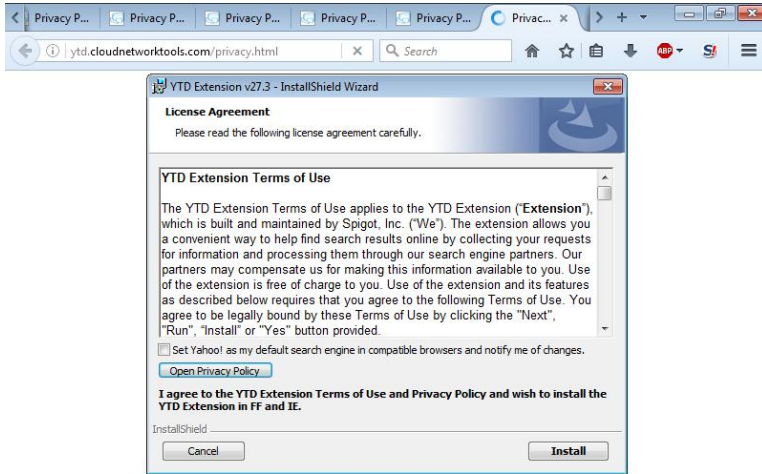 Privacy P...
Privacy P...
Privacy P...
Privacy P...
Privacy P...
Privac...
ytd.cloudnetworktools.com/privacy.html
Search
ABP
S!
YTD Extension v27.3 - InstallShield Wizard
License Agreement
Please read the following license agreement carefully.
YTD Extension Terms of Use
The YTD Extension Terms of Use applies to the YTD Extension (“Extension”),
which is built and maintained by Spigot, Inc. (“We”). The extension allows you
a convenient way to help find search results online by collecting your requests
for information and processing them through our search engine partners. Our
partners may compensate us for making this information available to you. Use
of the extension is free of charge to you. Use of the extension and its features
as described below requires that you agree to the following Terms of Use. You
agree to be legally bound by these Terms of Use by clicking the "Next",
"Run", “Install” or "Yes" button provided.
Set Yahoo! as my default search engine in compatible browsers and notify me of changes.
Open Privacy Policy
I agree to the YTD Extension Terms of Use and Privacy Policy and wish to install the
YTD Extension in FF and IE.
InstallShield
Cancel
Install